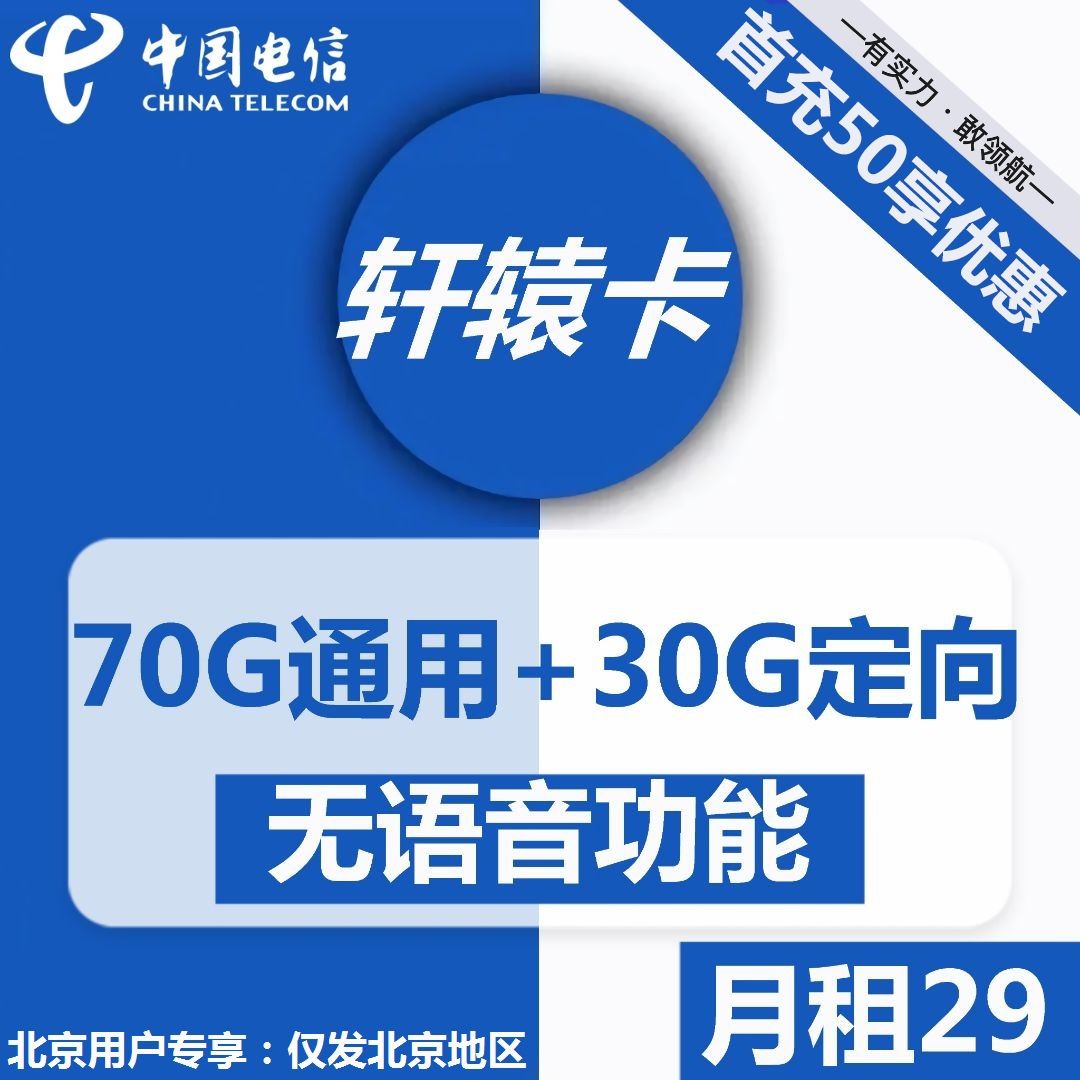 中国电信
CHINA TELECOM
一有实力·敢领航一
首充50享优惠
轩辕卡
70G通用+30G定向
无语音功能
月租29
北京用户专享：仅发北京地区